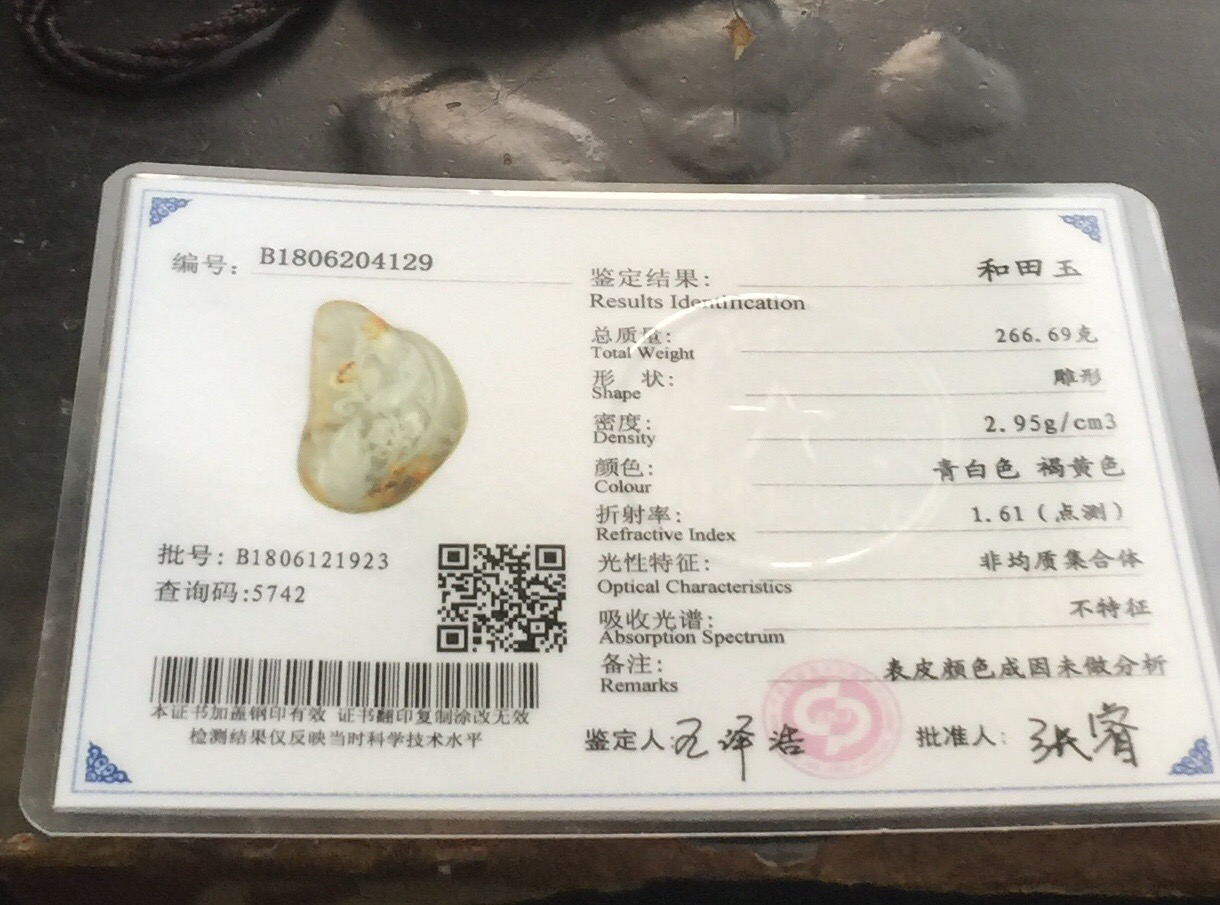 编号: B1806204129
鉴定结果: 和田玉
Results Identification
总质量: 266.69克
Total Weight
形 状: 雕形
Shape
密度: 2.95g/cm3
Density
颜色: 青白色 褐黄色
Colour
折射率: 1.61(点测)
Refractive Index
光性特征: 非均质集合体
Optical Characteristics
吸收光谱: 不特征
Absorption Spectrum
备注: 表皮颜色成因未做分析
Remarks
鉴定人: 王泽浩 批准人: 张睿
批号: B1806121923
查询码:5742
本证书加盖钢印有效 证书翻印复制涂改无效
检测结果仅反映当时科学技术水平